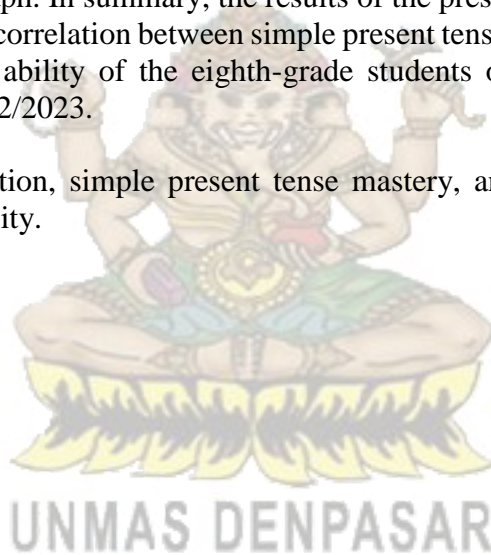 ph. In summary, the results of the pres
correlation between simple present tens
ability of the eighth-grade students o
2/2023.
tion, simple present tense mastery, an
ity.
UNMAS DENPASAR